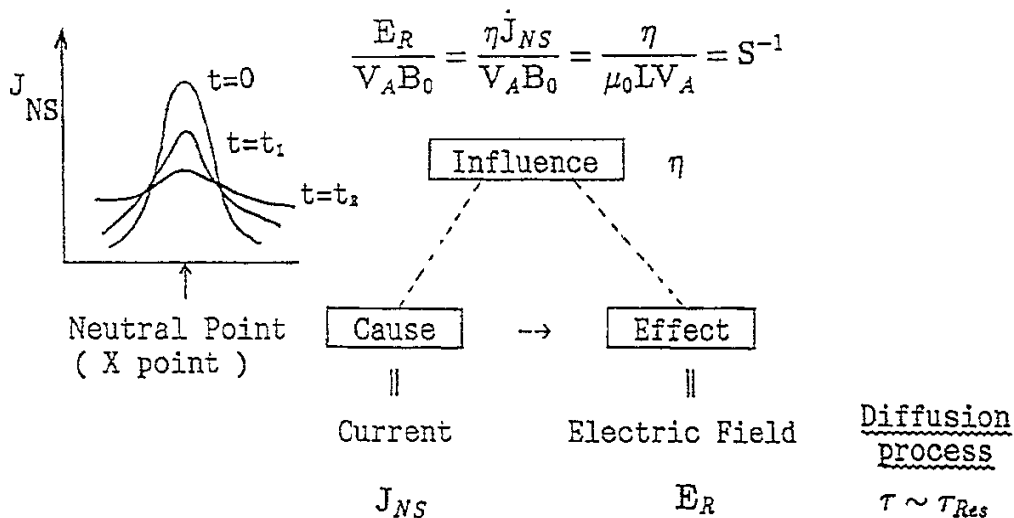 E_R / V_A B_0 = η J̇_NS / V_A B_0 = η / μ_0 L V_A = S^{-1}
J_NS
t=0
t=t_1
t=t_2
Influence η
Neutral Point
( X point )
Cause → Effect
|| ||
Current Electric Field
Diffusion
process
J_NS E_R τ ~ τ_Res